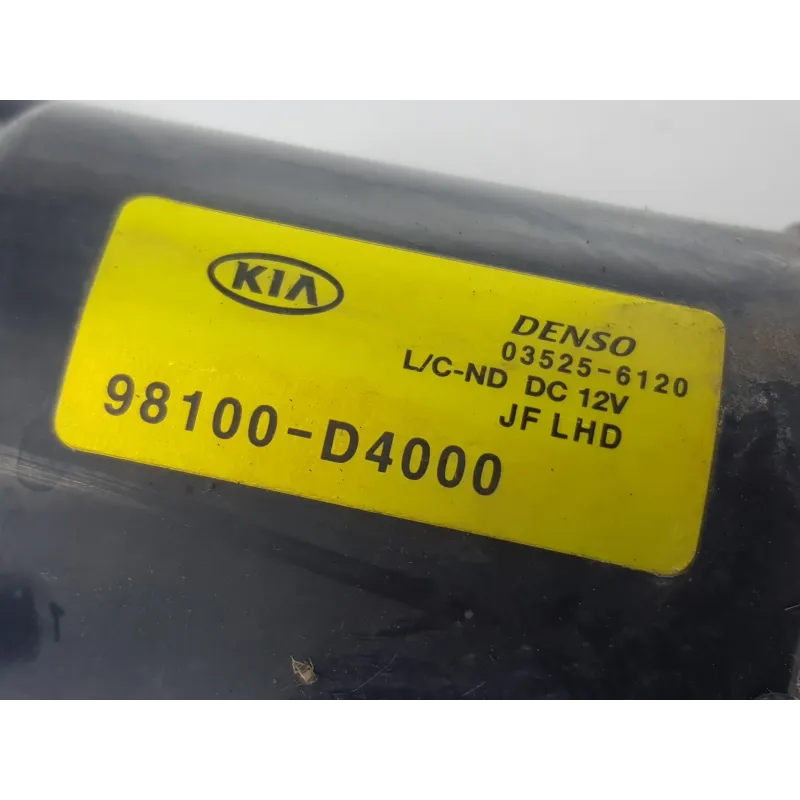 KIA
DENSO
03525-6120
L/C-ND DC 12V
JF LHD
98100-D4000